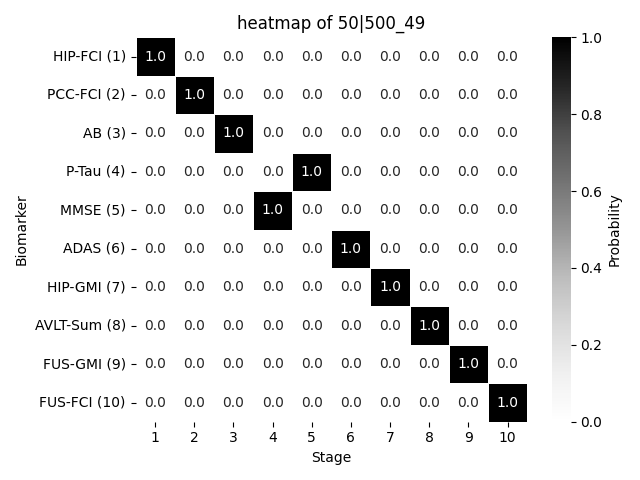 heatmap of 50|500_49
HIP-FCI (1) 1.0 0.0 0.0 0.0 0.0 0.0 0.0 0.0 0.0 0.0
PCC-FCI (2) 0.0 1.0 0.0 0.0 0.0 0.0 0.0 0.0 0.0 0.0
AB (3) 0.0 0.0 1.0 0.0 0.0 0.0 0.0 0.0 0.0 0.0
P-Tau (4) 0.0 0.0 0.0 0.0 1.0 0.0 0.0 0.0 0.0 0.0
MMSE (5) 0.0 0.0 0.0 1.0 0.0 0.0 0.0 0.0 0.0 0.0
ADAS (6) 0.0 0.0 0.0 0.0 0.0 1.0 0.0 0.0 0.0 0.0
HIP-GMI (7) 0.0 0.0 0.0 0.0 0.0 0.0 1.0 0.0 0.0 0.0
AVLT-Sum (8) 0.0 0.0 0.0 0.0 0.0 0.0 0.0 1.0 0.0 0.0
FUS-GMI (9) 0.0 0.0 0.0 0.0 0.0 0.0 0.0 0.0 1.0 0.0
FUS-FCI (10) 0.0 0.0 0.0 0.0 0.0 0.0 0.0 0.0 0.0 1.0
1 2 3 4 5 6 7 8 9 10
Stage
Biomarker
1.0
0.8
0.6
0.4
0.2
0.0
Probability